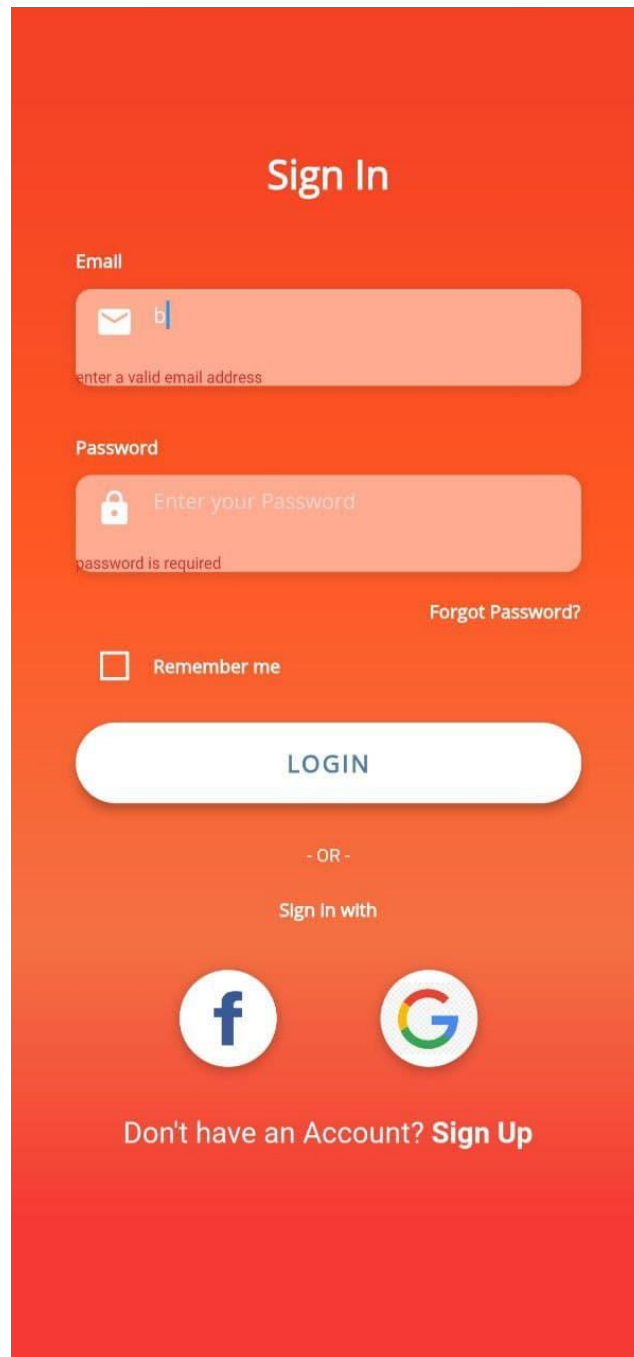 Sign In
Email
b
enter a valid email address
Password
Enter your Password
password is required
Forgot Password?
Remember me
LOGIN
- OR -
Sign in with
f
G
Don't have an Account? Sign Up